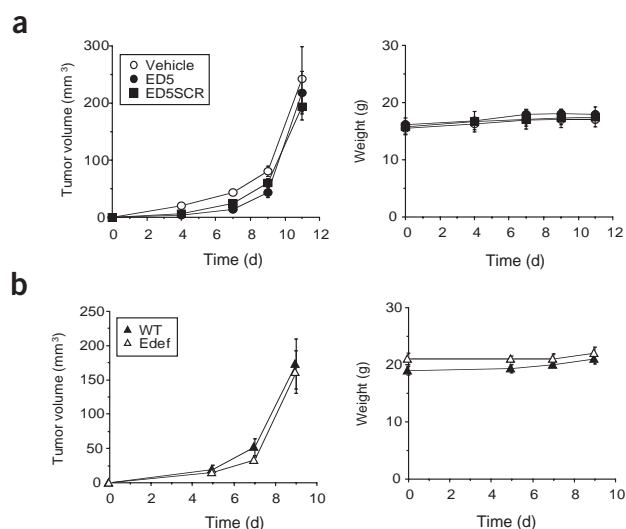 a
300
200
100
0
Tumor volume (mm³)
Vehicle
ED5
ED5SCR
0 2 4 6 8 10 12
Time (d)
30
20
10
0
Weight (g)
0 2 4 6 8 10 12
Time (d)
b
250
200
150
100
50
0
Tumor volume (mm³)
WT
Edef
0 2 4 6 8 10
Time (d)
30
20
10
0
Weight (g)
0 2 4 6 8 10
Time (d)